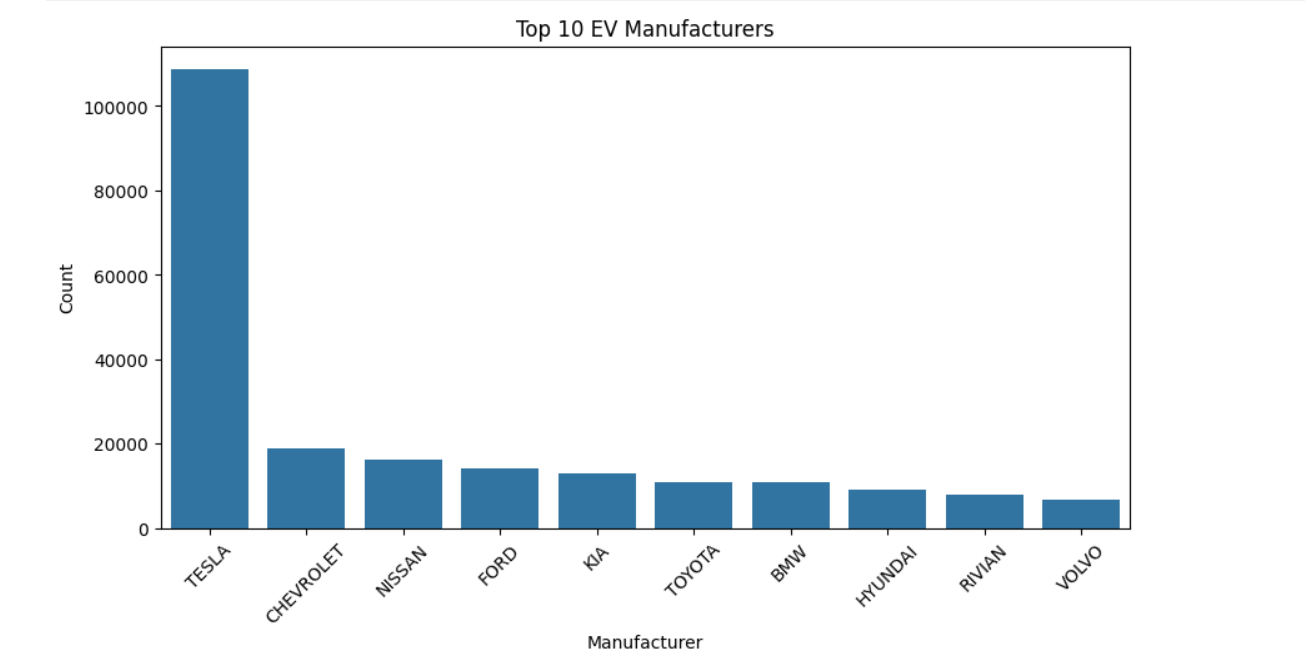 Top 10 EV Manufacturers
100000
80000
60000
40000
20000
0
Count
TESLA
CHEVROLET
NISSAN
FORD
KIA
TOYOTA
BMW
HYUNDAI
RIVIAN
VOLVO
Manufacturer